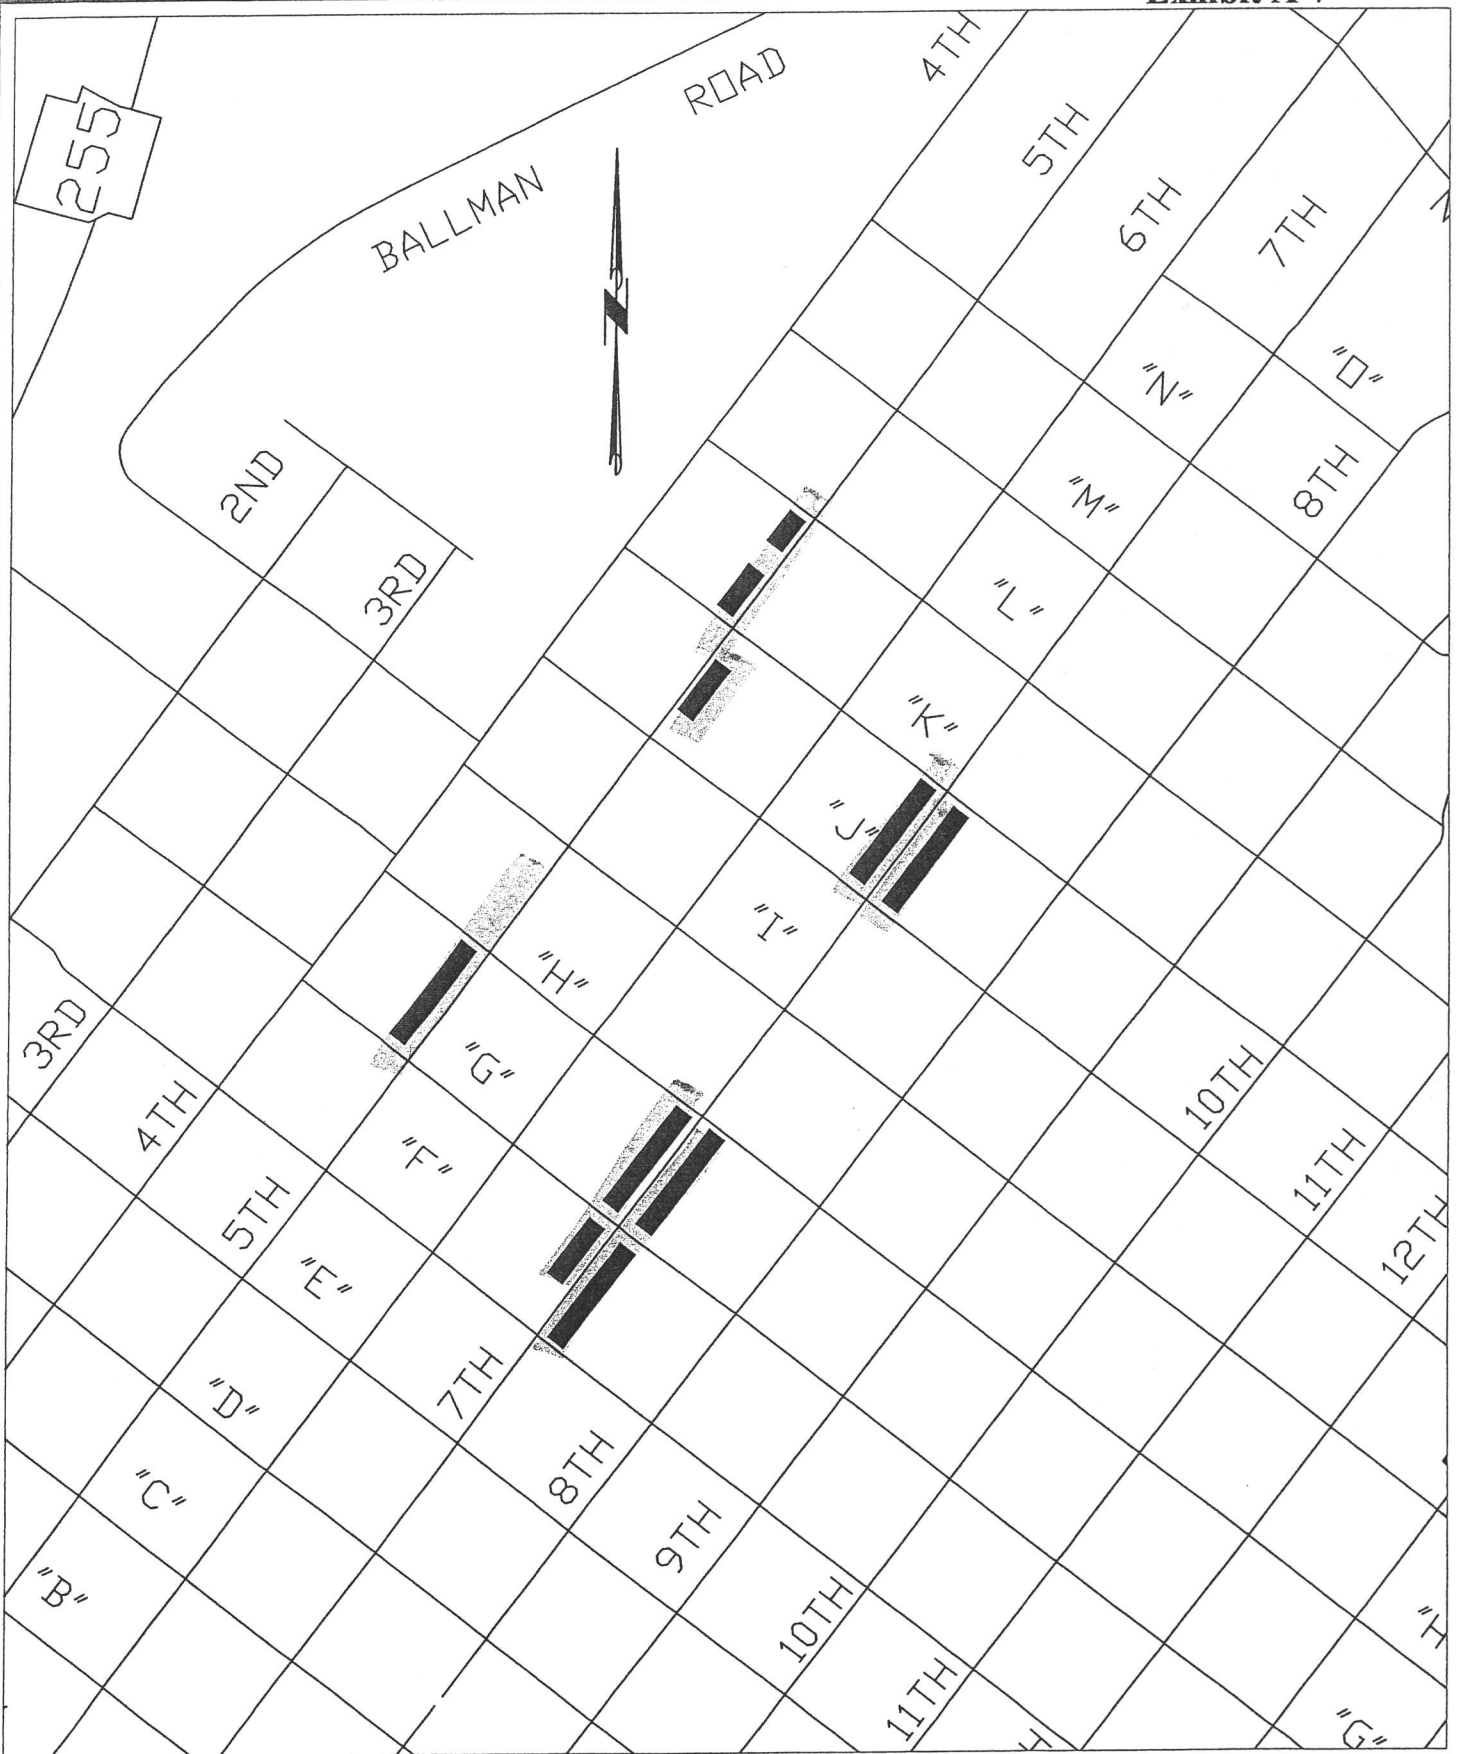 255
BALLMAN ROAD
4TH
5TH
6TH
7TH
"O"
"N"
8TH
"M"
2ND
3RD
"L"
N
"K"
"J"
"I"
"H"
3RD
"G"
4TH
10TH
"F"
11TH
5TH
12TH
"E"
7TH
"D"
8TH
"C"
9TH
"B"
10TH
"H"
11TH
"G"
H